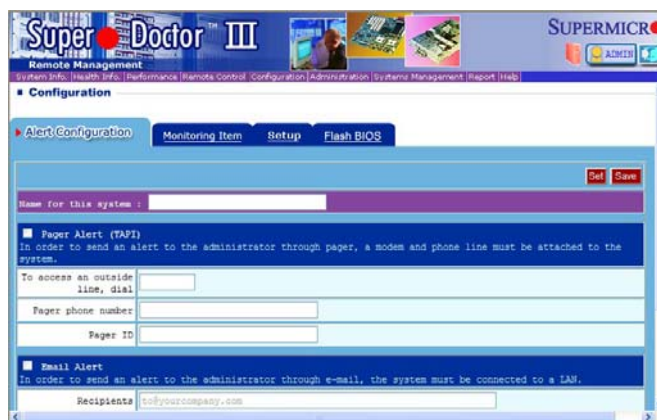 Super Doctor™ III
SUPERMICR
Remote Management
ADMIN
System Info. |Health Info. |Performance |Remote Control |Configuration |Administration |Systems Management |Report |Help|
Configuration
Alert Configuration
Monitoring Item
Setup
Flash BIOS
Set
Save
Name for this system :
Pager Alert (TAPI)
In order to send an alert to the administrator through pager, a modem and phone line must be attached to the
system.
To access an outside
line, dial
Pager phone number
Pager ID
Email Alert
In order to send an alert to the administrator through e-mail, the system must be connected to a LAN.
Recipients
to@yourcompany.com